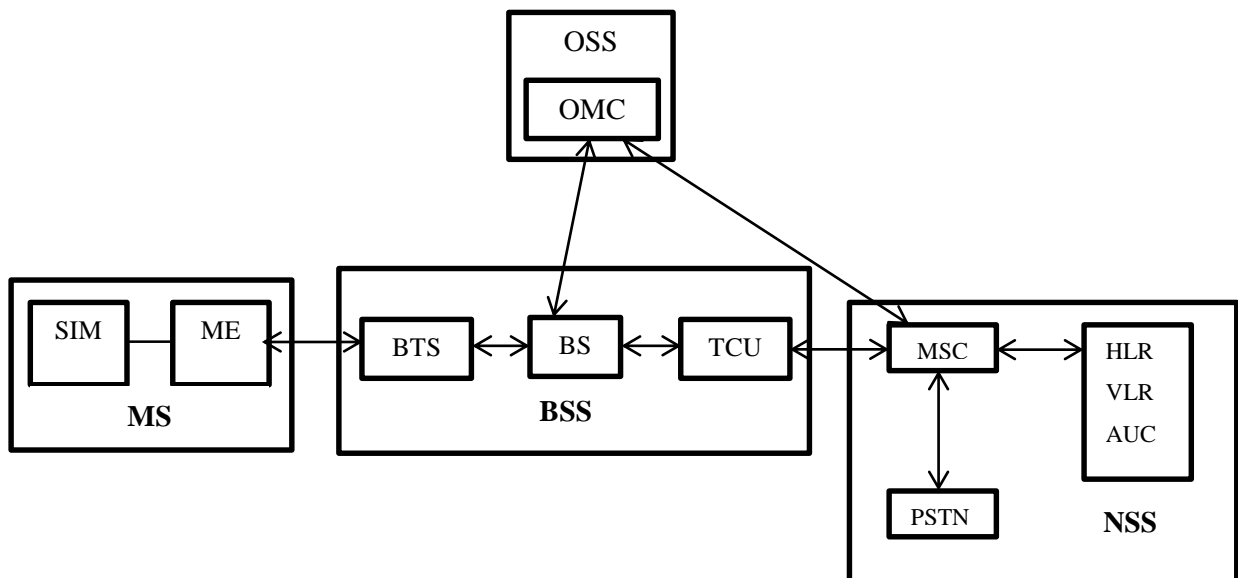 OSS
OMC
SIM
ME
MS
BTS
BS
TCU
BSS
MSC
HLR
VLR
AUC
PSTN
NSS